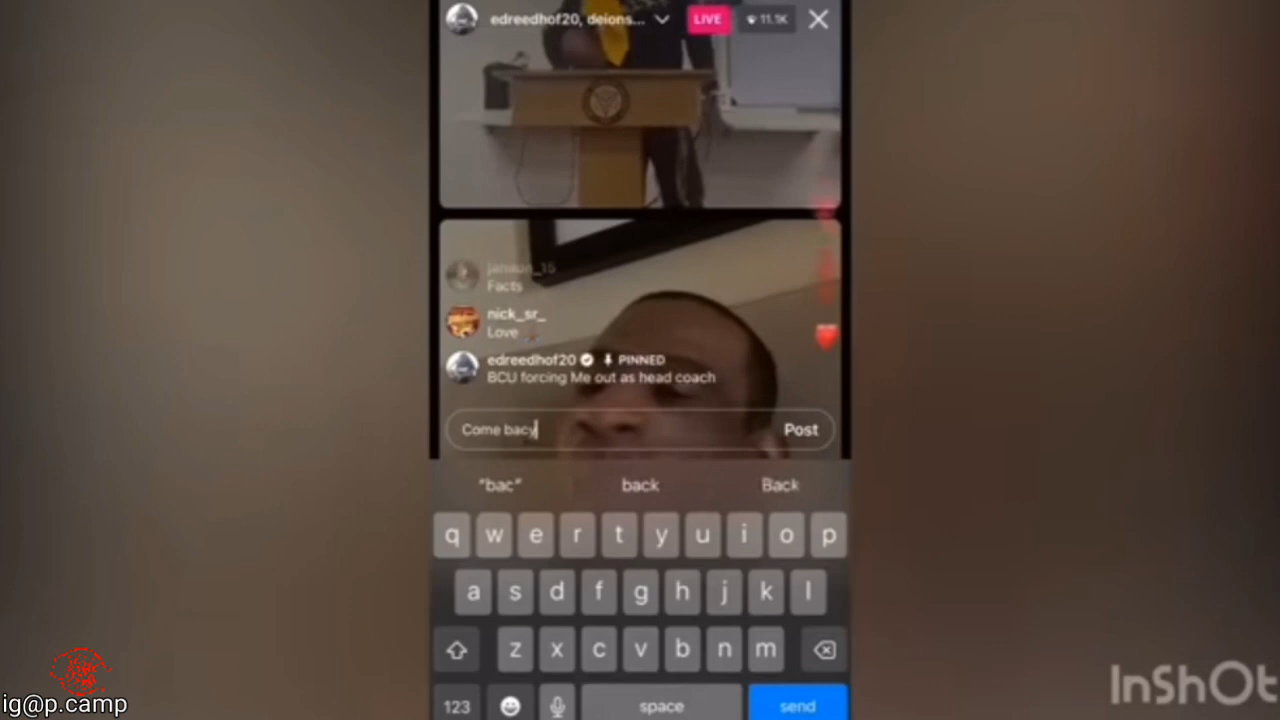 edreedhof20, deions...
LIVE
11.1K
jamaun_15
Facts
nick_sr_
Love
edreedhof20 PINNED
BCU forcing Me out as head coach
Come bac
Post
"bac" back Back
q w e r t y u i o p
a s d f g h j k l
z x c v b n m
123 space send
ig@p.camp
InShOt